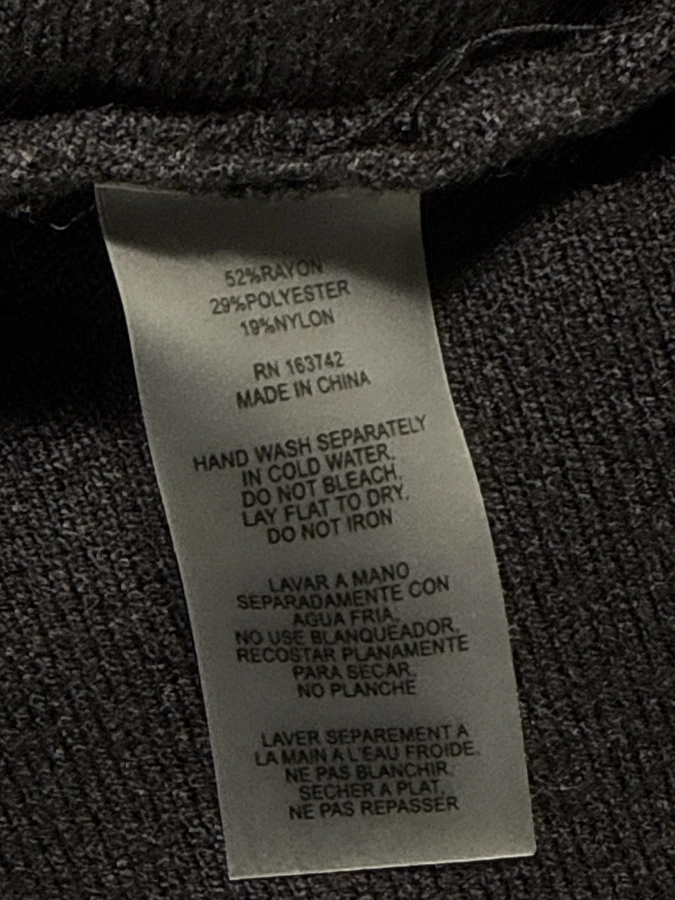 52%RAYON
29%POLYESTER
19%NYLON
RN 163742
MADE IN CHINA
HAND WASH SEPARATELY
IN COLD WATER.
DO NOT BLEACH.
LAY FLAT TO DRY.
DO NOT IRON
LAVAR A MANO
SEPARADAMENTE CON
AGUA FRIA.
NO USE BLANQUEADOR.
RECOSTAR PLANAMENTE
PARA SECAR.
NO PLANCHE
LAVER SEPAREMENT A
LA MAIN A L'EAU FROIDE.
NE PAS BLANCHIR.
SECHER A PLAT.
NE PAS REPASSER